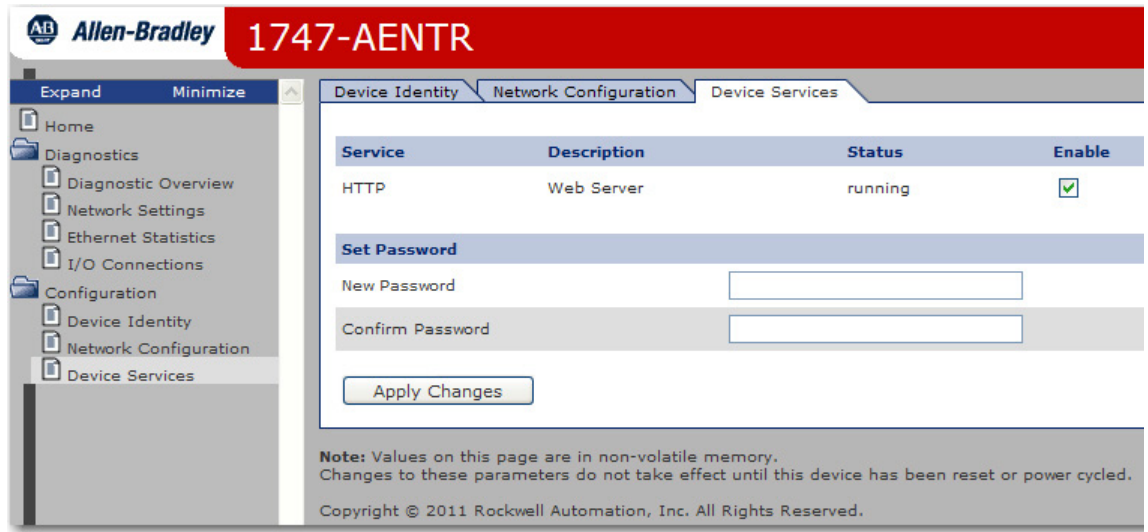 AB Allen-Bradley
1747-AENTR
Expand Minimize
Home
Diagnostics
Diagnostic Overview
Network Settings
Ethernet Statistics
I/O Connections
Configuration
Device Identity
Network Configuration
Device Services
Device Identity Network Configuration Device Services
Service Description Status Enable
HTTP Web Server running
Set Password
New Password
Confirm Password
Apply Changes
Note: Values on this page are in non-volatile memory.
Changes to these parameters do not take effect until this device has been reset or power cycled.
Copyright © 2011 Rockwell Automation, Inc. All Rights Reserved.